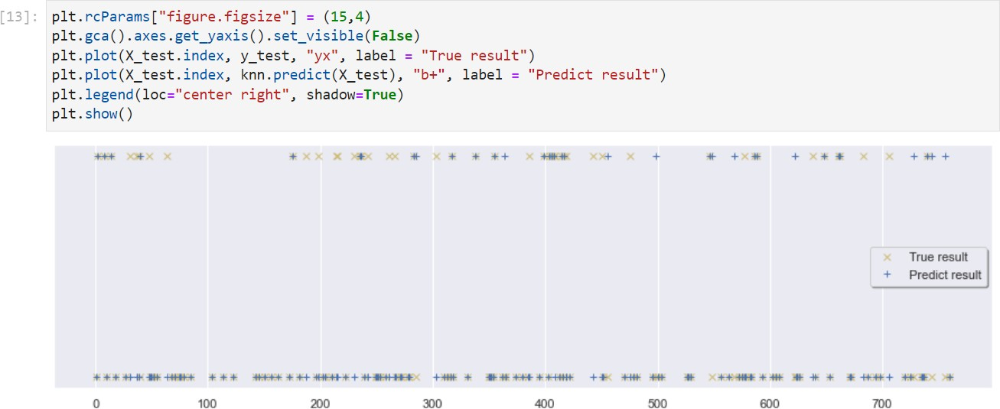 [13]: plt.rcParams["figure.figsize"] = (15,4)
plt.gca().axes.get_yaxis().set_visible(False)
plt.plot(X_test.index, y_test, "yx", label = "True result")
plt.plot(X_test.index, knn.predict(X_test), "b+", label = "Predict result")
plt.legend(loc="center right", shadow=True)
plt.show()
True result
Predict result
0 100 200 300 400 500 600 700